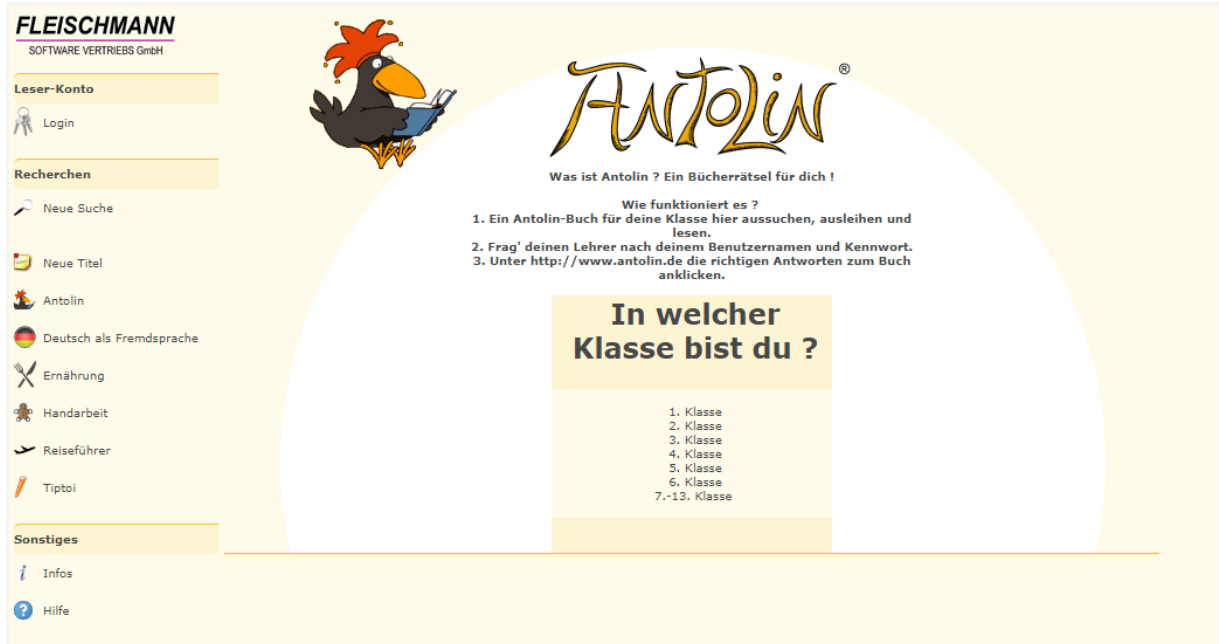 FLEISCHMANN
SOFTWARE VERTRIEBS GmbH
Leser-Konto
Login
Recherchen
Neue Suche
Neue Titel
Antolin
Deutsch als Fremdsprache
Ernährung
Handarbeit
Reiseführer
Tiptoi
Sonstiges
Infos
Hilfe
ANTOLIN®
Was ist Antolin ? Ein Bücherrätsel für dich !
Wie funktioniert es ?
1. Ein Antolin-Buch für deine Klasse hier aussuchen, ausleihen und
lesen.
2. Frag' deinen Lehrer nach deinem Benutzernamen und Kennwort.
3. Unter http://www.antolin.de die richtigen Antworten zum Buch
anklicken.
In welcher
Klasse bist du ?
1. Klasse
2. Klasse
3. Klasse
4. Klasse
5. Klasse
6. Klasse
7.-13. Klasse